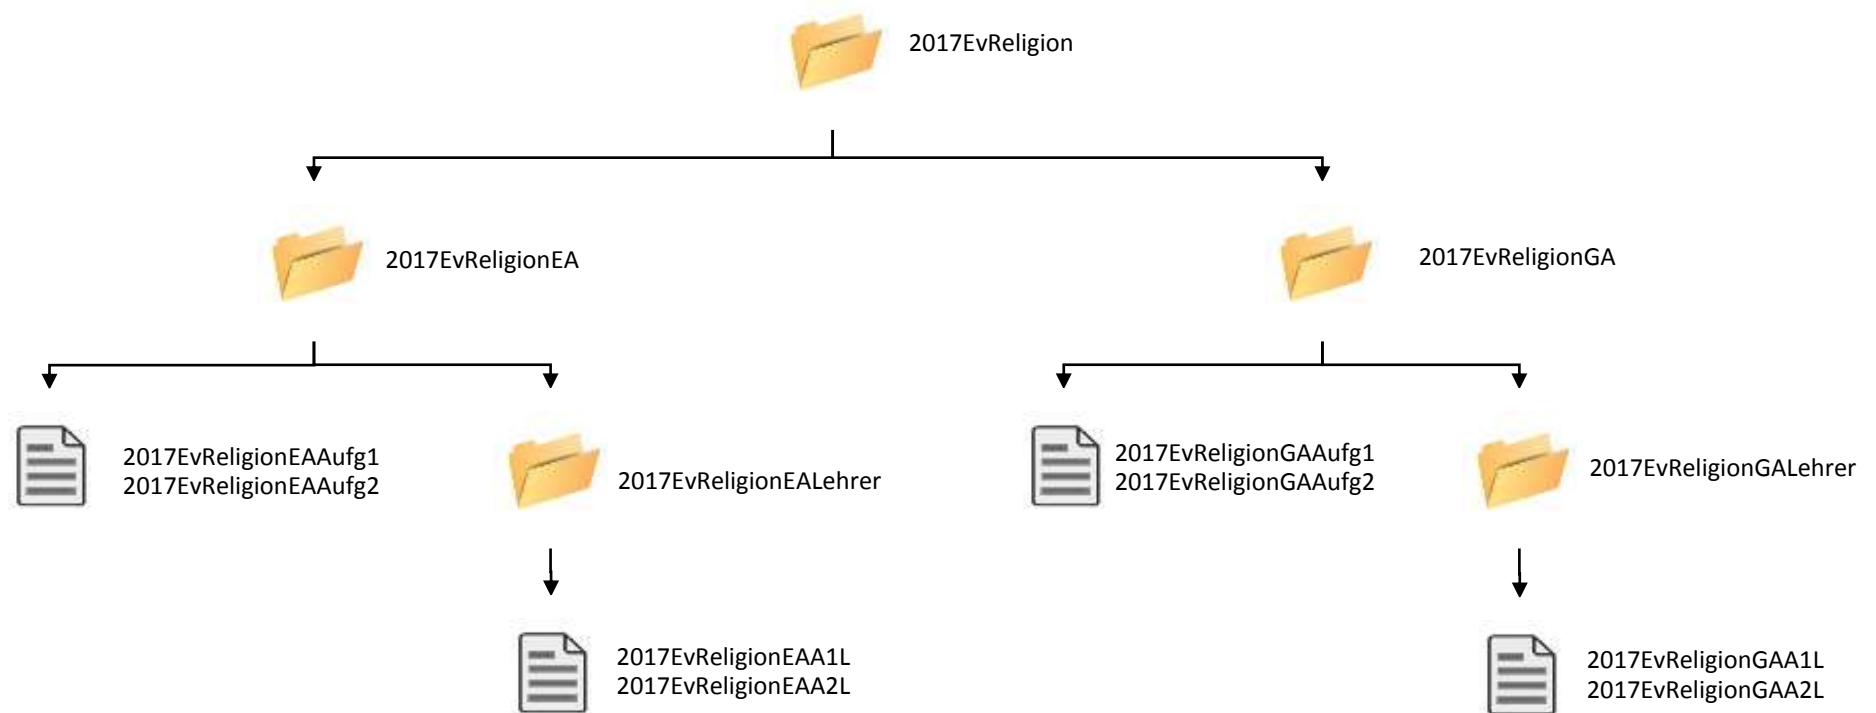 2017EvReligion
2017EvReligionEA
2017EvReligionGA
2017EvReligionEAAufg1
2017EvReligionEAAufg2
2017EvReligionEALehrer
2017EvReligionGAAufg1
2017EvReligionGAAufg2
2017EvReligionGALehrer
2017EvReligionEAA1L
2017EvReligionEAA2L
2017EvReligionGAA1L
2017EvReligionGAA2L